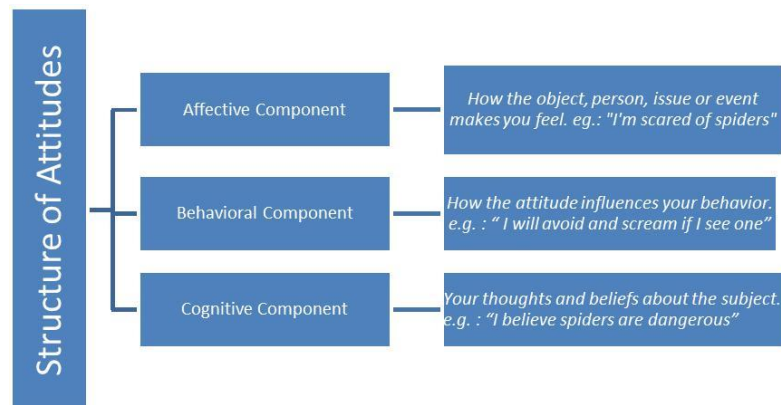 Structure of Attitudes
Affective Component
How the object, person, issue or event
makes you feel. eg.: "I'm scared of spiders"
Behavioral Component
How the attitude influences your behavior.
e.g. : “ I will avoid and scream if I see one”
Cognitive Component
Your thoughts and beliefs about the subject.
e.g. : “I believe spiders are dangerous”